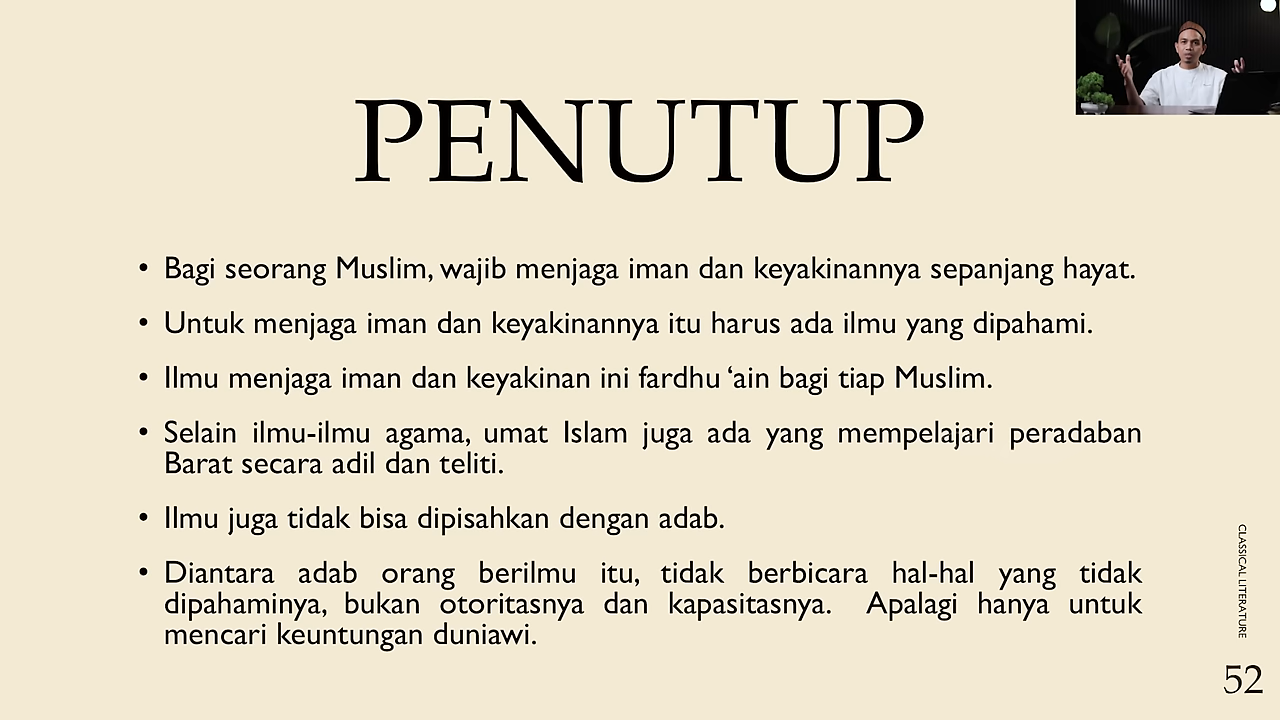 PENUTUP
• Bagi seorang Muslim, wajib menjaga iman dan keyakinannya sepanjang hayat.
• Untuk menjaga iman dan keyakinannya itu harus ada ilmu yang dipahami.
• Ilmu menjaga iman dan keyakinan ini fardhu ‘ain bagi tiap Muslim.
• Selain ilmu-ilmu agama, umat Islam juga ada yang mempelajari peradaban
Barat secara adil dan teliti.
• Ilmu juga tidak bisa dipisahkan dengan adab.
• Diantara adab orang berilmu itu, tidak berbicara hal-hal yang tidak
dipahaminya, bukan otoritasnya dan kapasitasnya.  Apalagi hanya untuk
mencari keuntungan duniawi.
CLASSICAL LITERATURE
52